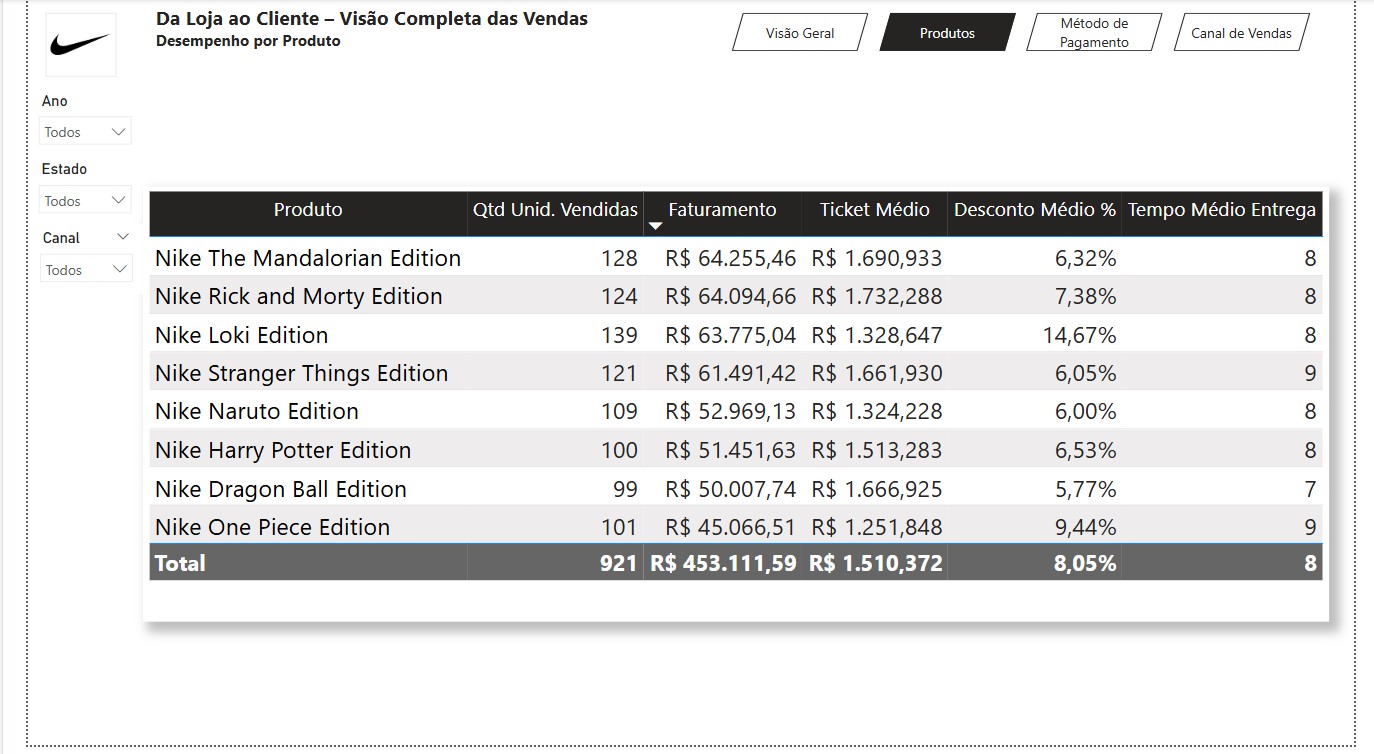 Da Loja ao Cliente – Visão Completa das Vendas
Desempenho por Produto
Visão Geral
Produtos
Método de
Pagamento
Canal de Vendas
Ano
Todos
Estado
Todos
Canal
Todos
Produto Qtd Unid. Vendidas Faturamento Ticket Médio Desconto Médio % Tempo Médio Entrega
Nike The Mandalorian Edition 128 R$ 64.255,46 R$ 1.690,933 6,32% 8
Nike Rick and Morty Edition 124 R$ 64.094,66 R$ 1.732,288 7,38% 8
Nike Loki Edition 139 R$ 63.775,04 R$ 1.328,647 14,67% 8
Nike Stranger Things Edition 121 R$ 61.491,42 R$ 1.661,930 6,05% 9
Nike Naruto Edition 109 R$ 52.969,13 R$ 1.324,228 6,00% 8
Nike Harry Potter Edition 100 R$ 51.451,63 R$ 1.513,283 6,53% 8
Nike Dragon Ball Edition 99 R$ 50.007,74 R$ 1.666,925 5,77% 7
Nike One Piece Edition 101 R$ 45.066,51 R$ 1.251,848 9,44% 9
Total 921 R$ 453.111,59 R$ 1.510,372 8,05% 8